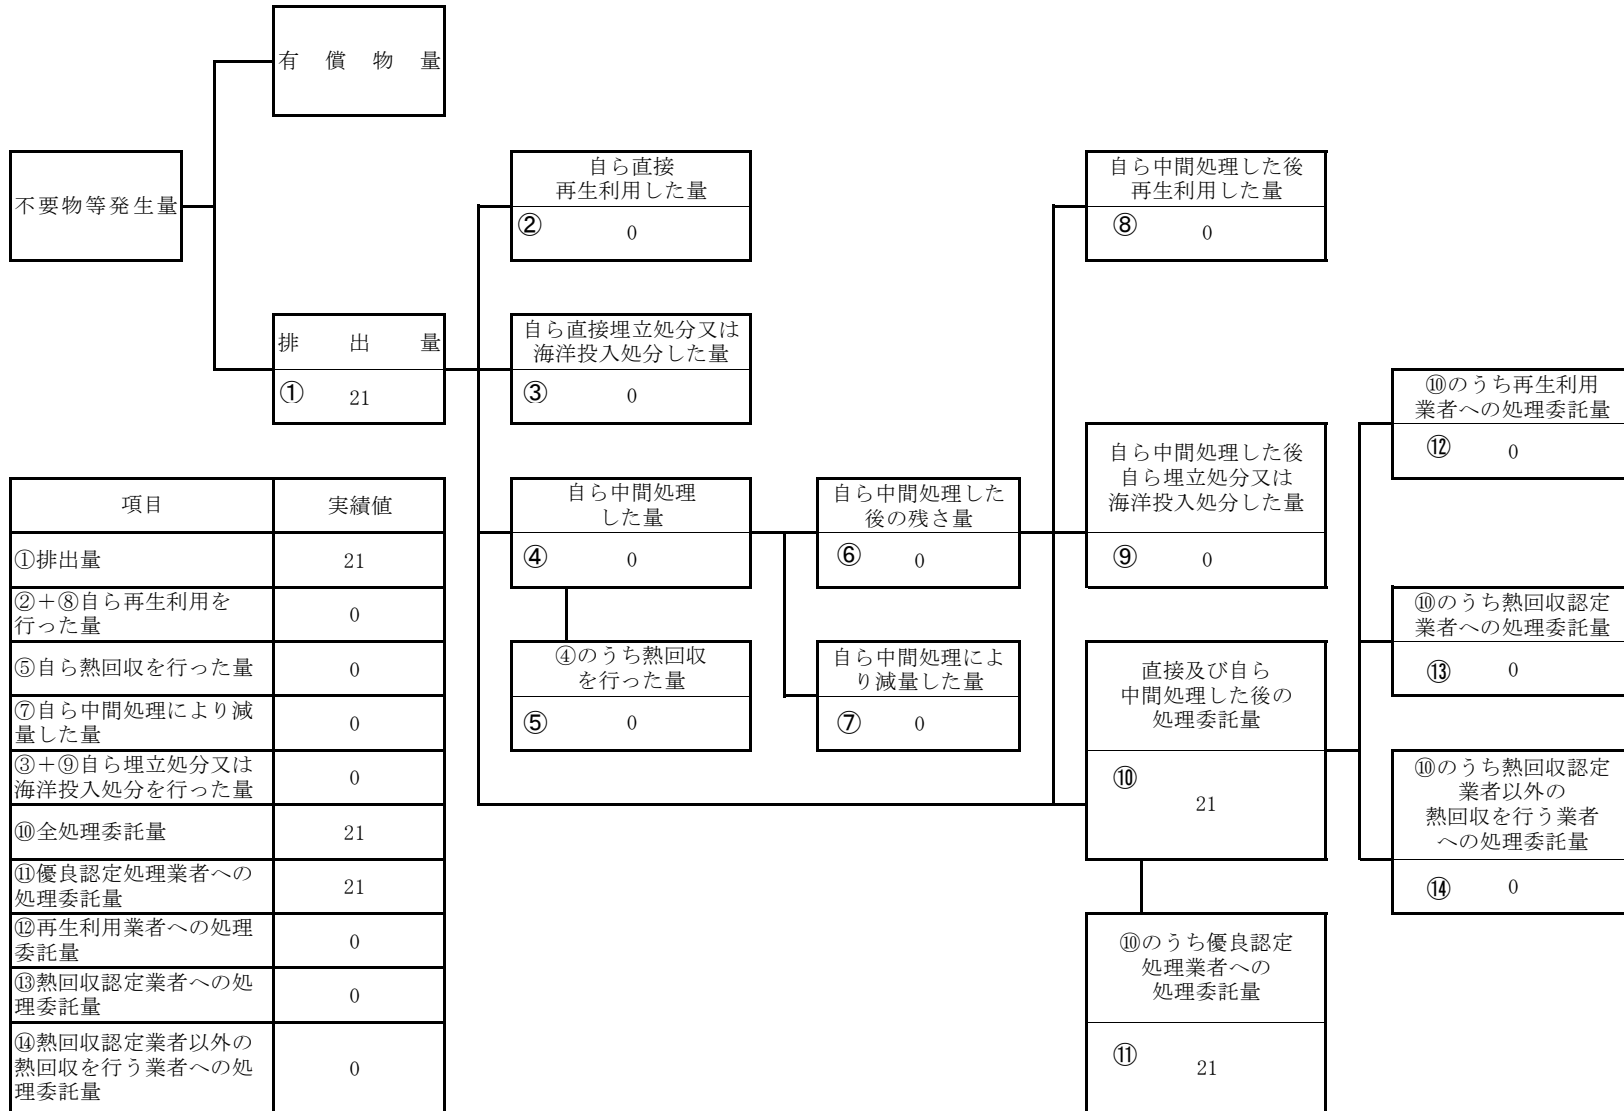 有償物量
不要物等発生量
自ら直接
再生利用した量
② 0
自ら中間処理した後
再生利用した量
⑧ 0
排出量
① 21
自ら直接埋立処分又は
海洋投入処分した量
③ 0
⑩のうち再生利用
業者への処理委託量
⑫ 0
自ら中間処理した後
自ら埋立処分又は
海洋投入処分した量
⑨ 0
自ら中間処理
した量
④ 0
自ら中間処理した
後の残さ量
⑥ 0
⑩のうち熱回収認定
業者への処理委託量
⑬ 0
④のうち熱回収
を行った量
⑤ 0
自ら中間処理によ
り減量した量
⑦ 0
直接及び自ら
中間処理した後の
処理委託量
⑩
21
⑩のうち熱回収認定
業者以外の
熱回収を行う業者
への処理委託量
⑭ 0
⑩のうち優良認定
処理業者への
処理委託量
⑪
21
項目 実績値
①排出量 21
②+⑧自ら再生利用を
行った量 0
⑤自ら熱回収を行った量 0
⑦自ら中間処理により減
量した量 0
③+⑨自ら埋立処分又は
海洋投入処分を行った量 0
⑩全処理委託量 21
⑪優良認定処理業者への
処理委託量 21
⑫再生利用業者への処理
委託量 0
⑬熱回収認定業者への処
理委託量 0
⑭熱回収認定業者以外の
熱回収を行う業者への処 0
理委託量